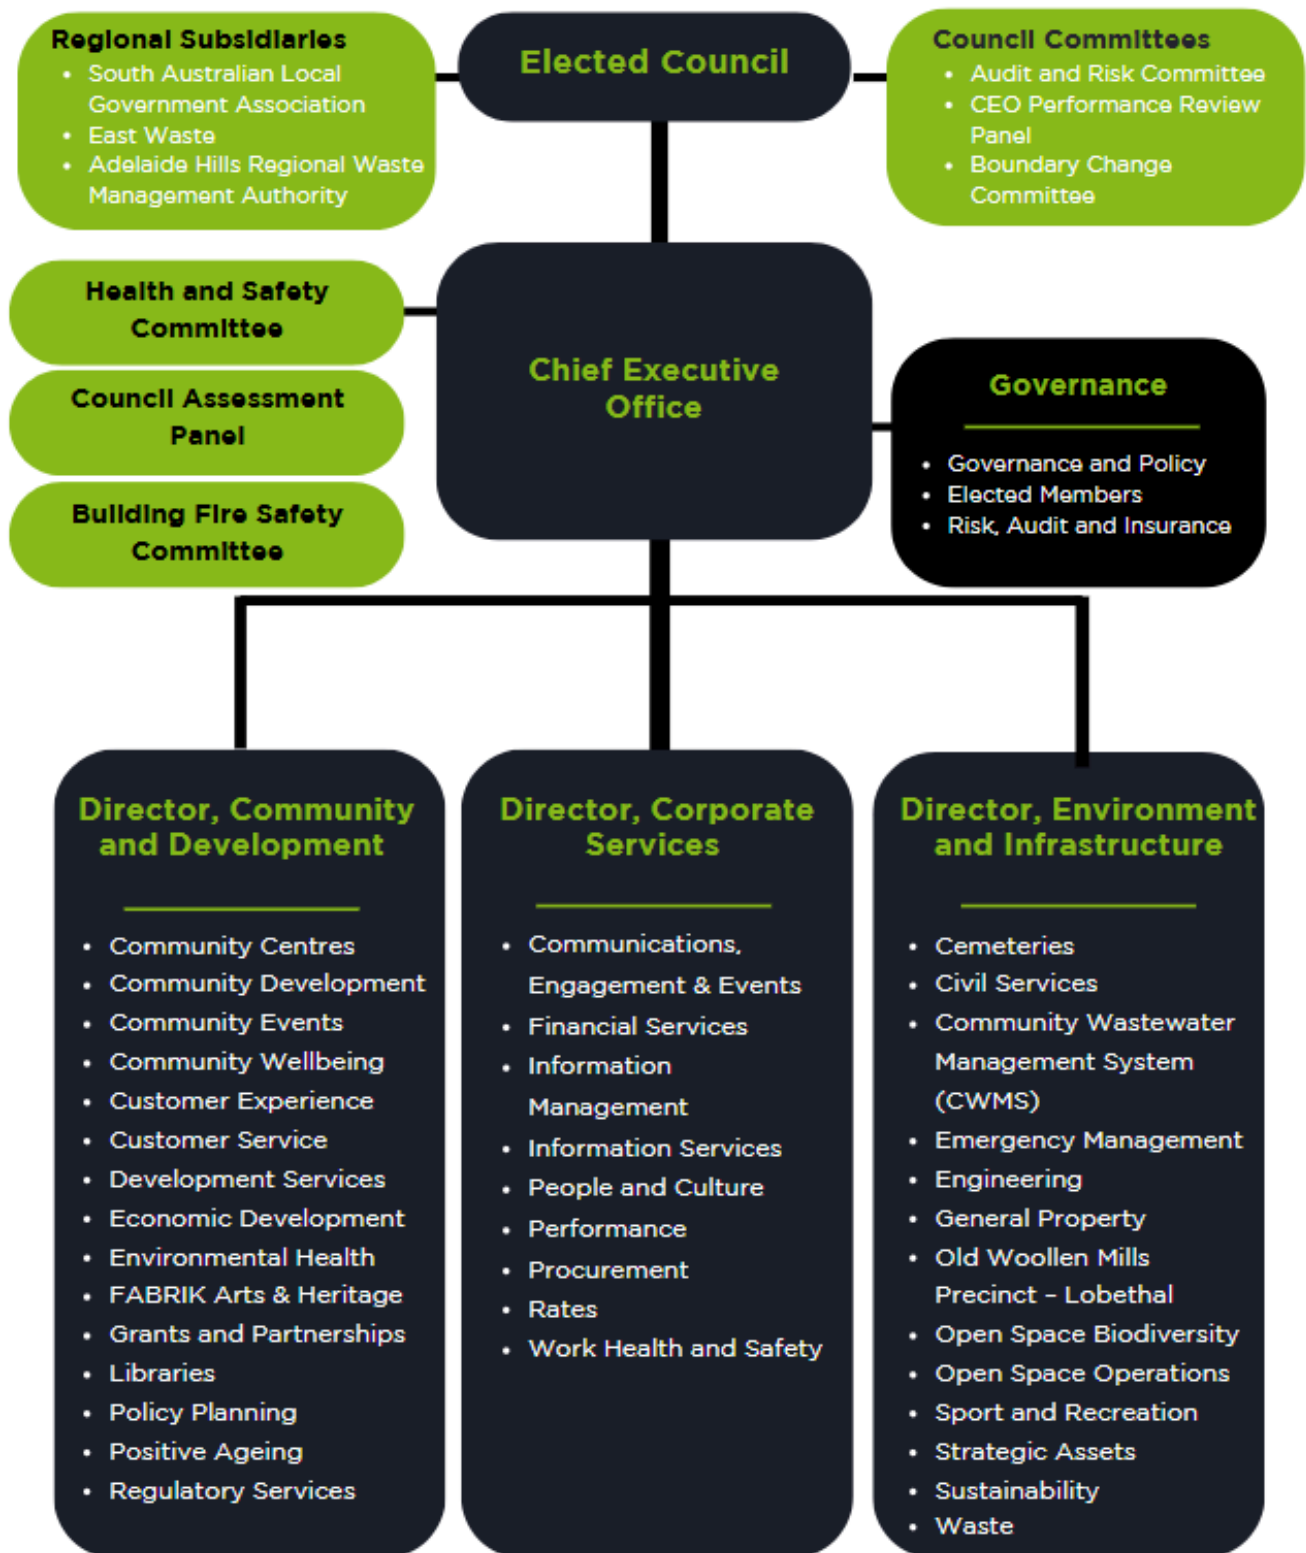 Regional Subsidiaries
• South Australian Local
Government Association
• East Waste
• Adelaide Hills Regional Waste
Management Authority
Elected Council
Council Committees
• Audit and Risk Committee
• CEO Performance Review
Panel
• Boundary Change
Committee
Health and Safety
Committee
Council Assessment
Panel
Building Fire Safety
Committee
Chief Executive
Office
Governance
• Governance and Policy
• Elected Members
• Risk, Audit and Insurance
Director, Community
and Development
• Community Centres
• Community Development
• Community Events
• Community Wellbeing
• Customer Experience
• Customer Service
• Development Services
• Economic Development
• Environmental Health
• FABRIK Arts & Heritage
• Grants and Partnerships
• Libraries
• Policy Planning
• Positive Ageing
• Regulatory Services
Director, Corporate
Services
• Communications,
Engagement & Events
• Financial Services
• Information
Management
• Information Services
• People and Culture
• Performance
• Procurement
• Rates
• Work Health and Safety
Director, Environment
and Infrastructure
• Cemeteries
• Civil Services
• Community Wastewater
Management System
(CWMS)
• Emergency Management
• Engineering
• General Property
• Old Woollen Mills
Precinct – Lobethal
• Open Space Biodiversity
• Open Space Operations
• Sport and Recreation
• Strategic Assets
• Sustainability
• Waste